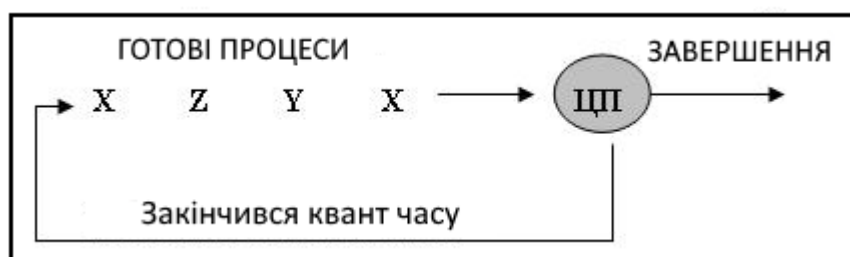 ГОТОВІ ПРОЦЕСИ ЗАВЕРШЕННЯ
X Z Y X ЦП
Закінчився квант часу